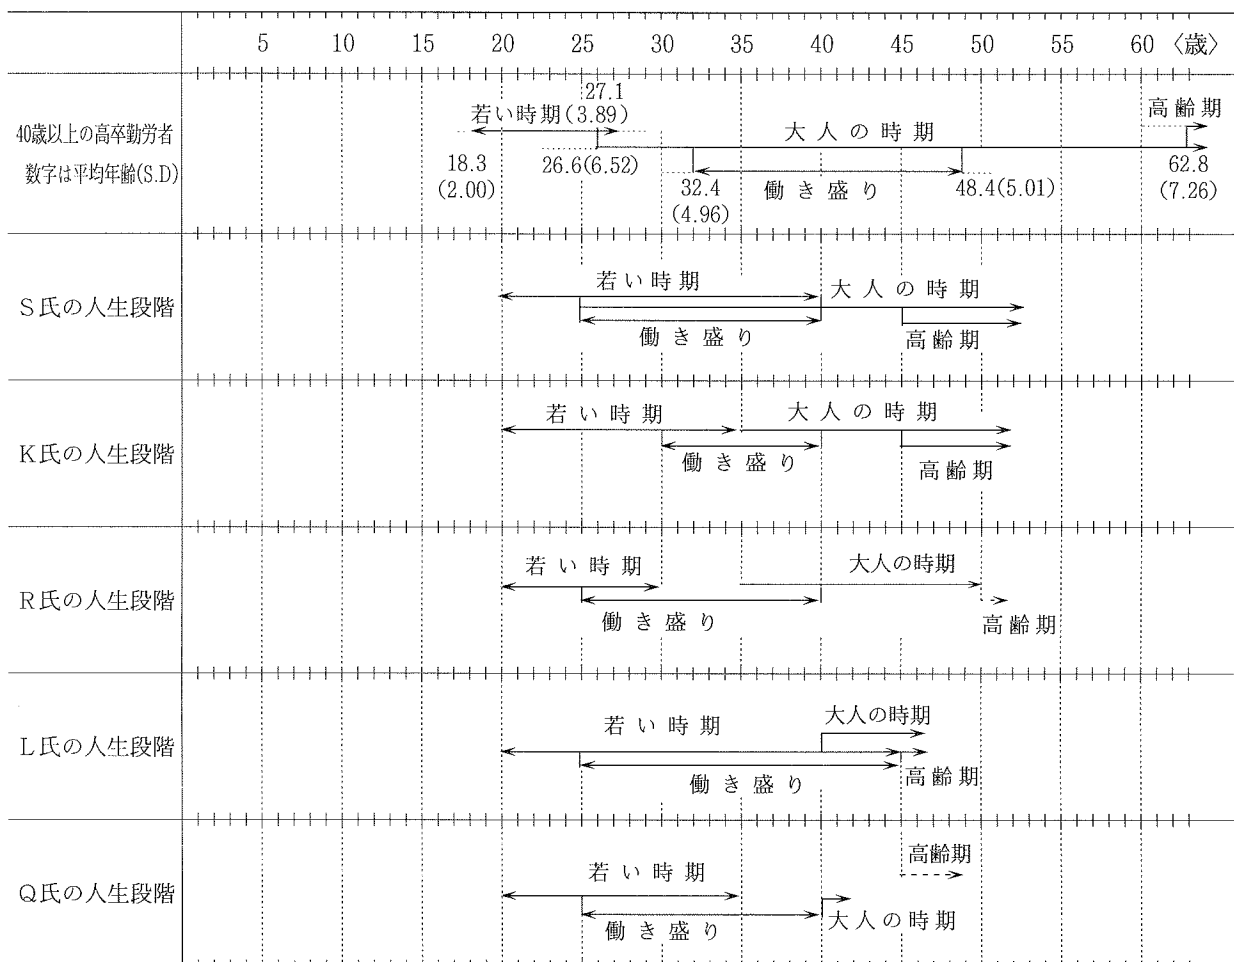 5 10 15 20 25 30 35 40 45 50 55 60 〈歳〉
40歳以上の高卒勤労者
数字は平均年齢(S.D)
27.1
若い時期(3.89)
大人の時期
高齢期
18.3
(2.00)
26.6(6.52)
32.4
(4.96)
働き盛り
48.4(5.01)
62.8
(7.26)
S氏の人生段階
若い時期
大人の時期
働き盛り
高齢期
K氏の人生段階
若い時期
大人の時期
働き盛り
高齢期
R氏の人生段階
若い時期
大人の時期
働き盛り
高齢期
L氏の人生段階
若い時期
大人の時期
働き盛り
高齢期
Q氏の人生段階
高齢期
若い時期
働き盛り
大人の時期